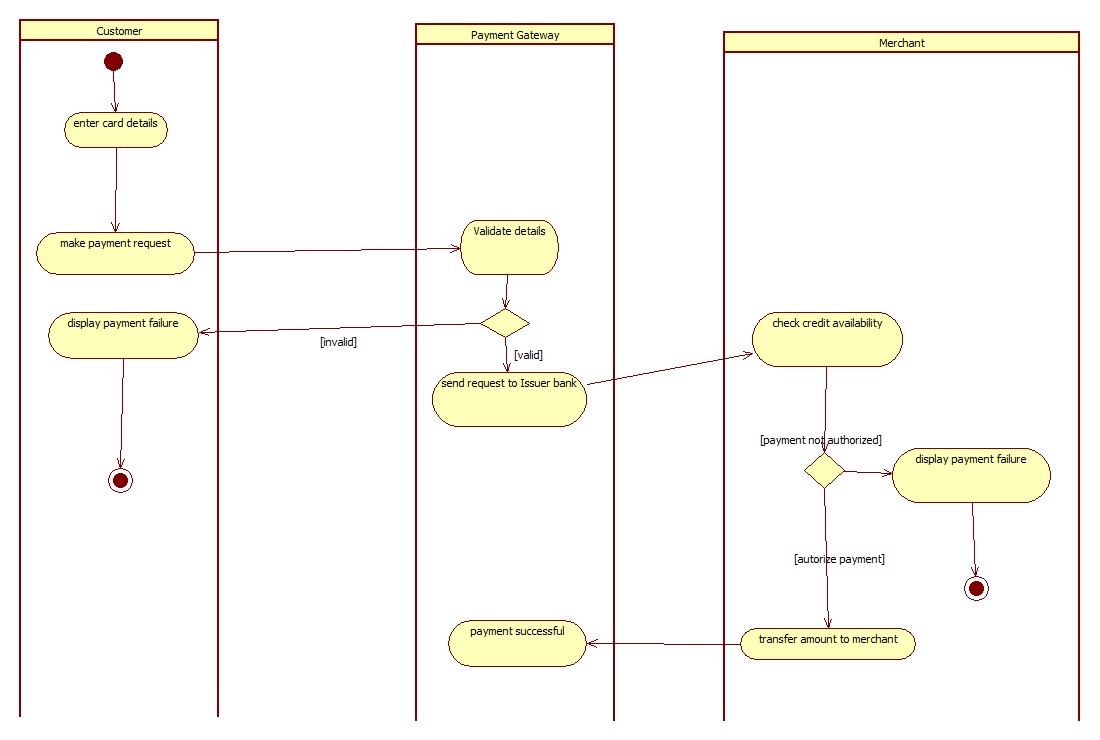 Customer
Payment Gateway
Merchant
enter card details
make payment request
Validate details
display payment failure
[invalid]
[valid]
send request to Issuer bank
check credit availability
[payment not authorized]
display payment failure
[autorize payment]
payment successful
transfer amount to merchant